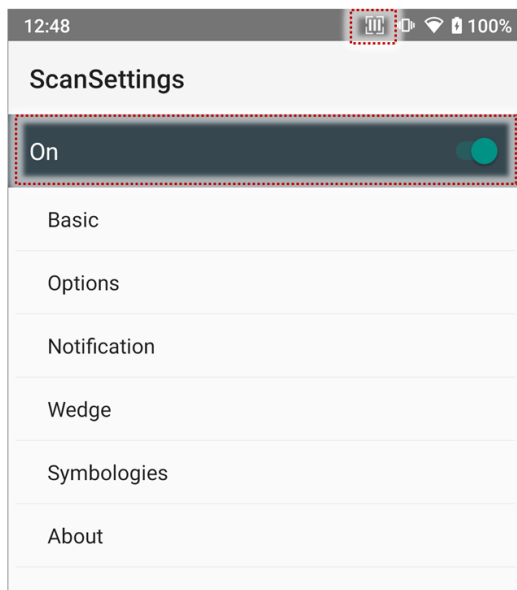 12:48
100%
ScanSettings
On
Basic
Options
Notification
Wedge
Symbologies
About